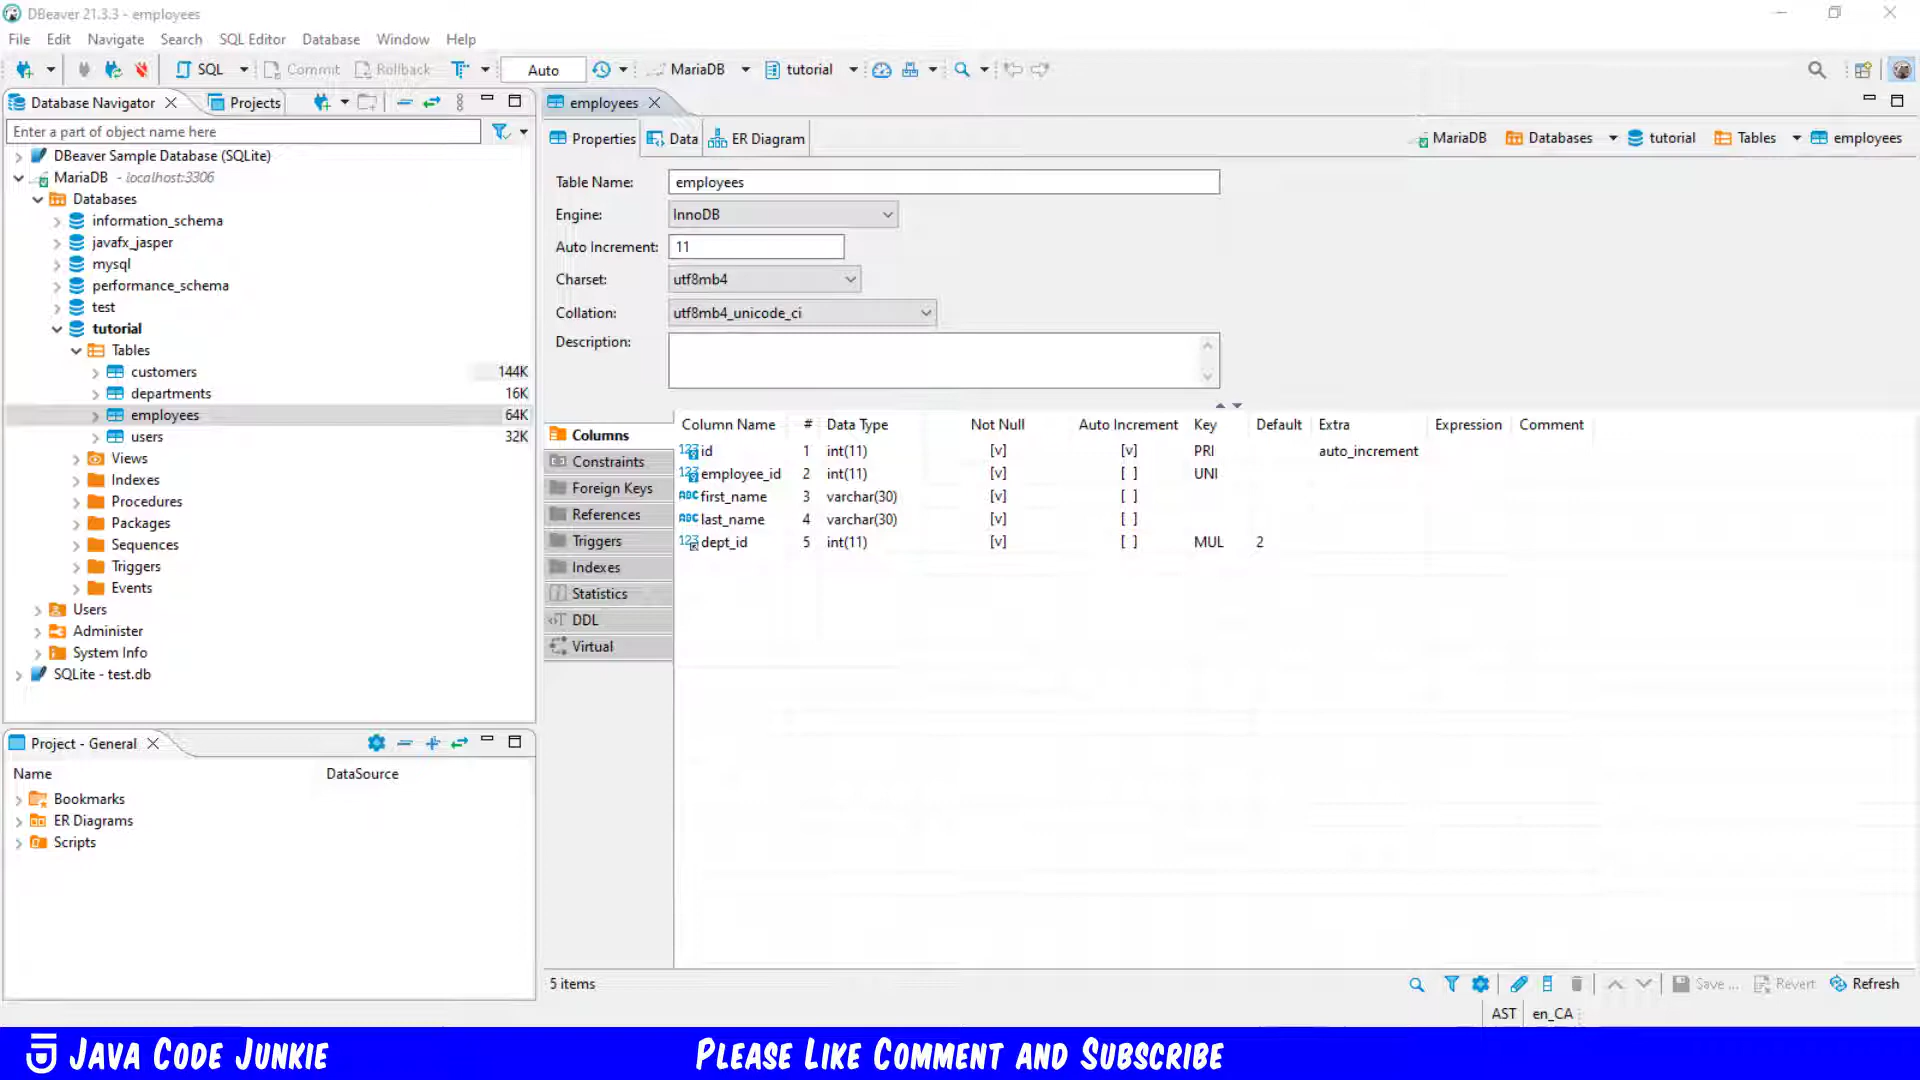 DBeaver 21.3.3 - employees
File Edit Navigate Search SQL Editor Database Window Help
SQL Commit Rollback Auto MariaDB tutorial
Database Navigator Projects
Enter a part of object name here
DBeaver Sample Database (SQLite)
MariaDB - localhost:3306
Databases
information_schema
javafx_jasper
mysql
performance_schema
test
tutorial
Tables
customers 144K
departments 16K
employees 64K
users 32K
Views
Indexes
Procedures
Packages
Sequences
Triggers
Events
Users
Administer
System Info
SQLite - test.db
Project - General
Name DataSource
Bookmarks
ER Diagrams
Scripts
employees
Properties Data ER Diagram MariaDB Databases tutorial Tables employees
Table Name: employees
Engine: InnoDB
Auto Increment: 11
Charset: utf8mb4
Collation: utf8mb4_unicode_ci
Description:
Columns
Constraints
Foreign Keys
References
Triggers
Indexes
Statistics
DDL
Virtual
Column Name # Data Type Not Null Auto Increment Key Default Extra Expression Comment
123 id 1 int(11) [v] [v] PRI auto_increment
123 employee_id 2 int(11) [v] [ ] UNI
ABC first_name 3 varchar(30) [v] [ ]
ABC last_name 4 varchar(30) [v] [ ]
123 dept_id 5 int(11) [v] [ ] MUL 2
5 items Save ... Revert Refresh
AST en_CA
JAVA CODE JUNKIE PLEASE LIKE COMMENT AND SUBSCRIBE